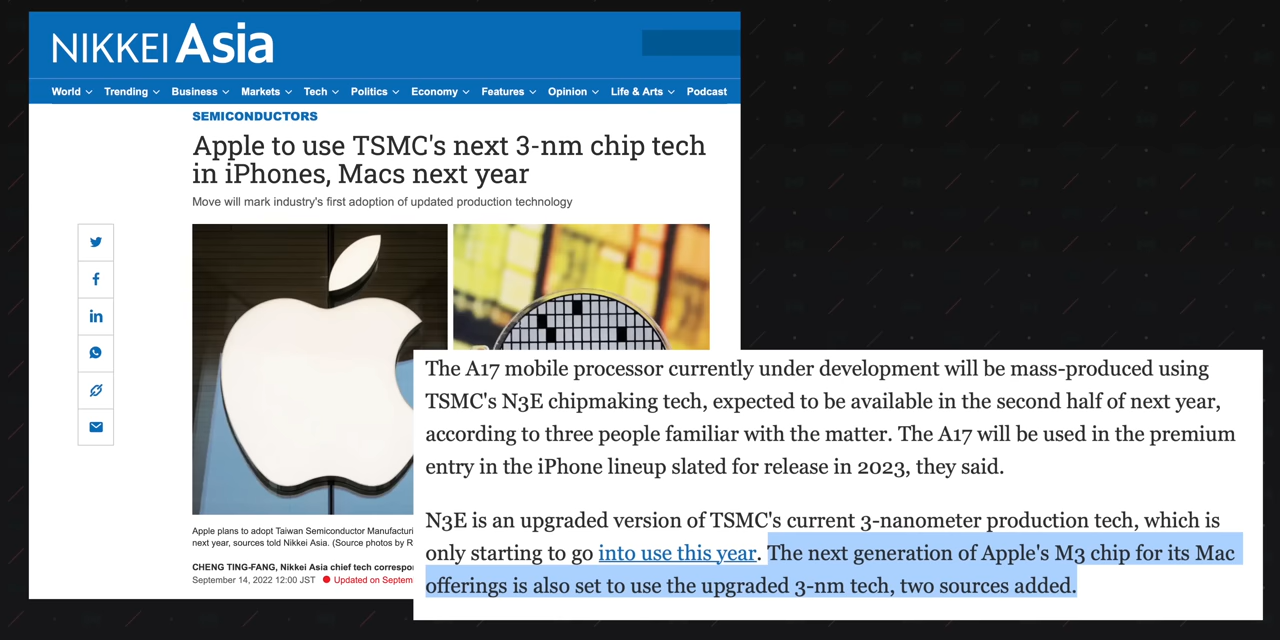 NIKKEI Asia
World Trending Business Markets Tech Politics Economy Features Opinion Life & Arts Podcast
SEMICONDUCTORS
Apple to use TSMC's next 3-nm chip tech
in iPhones, Macs next year
Move will mark industry's first adoption of updated production technology
in
Apple plans to adopt Taiwan Semiconductor Manufacturi
next year, sources told Nikkei Asia. (Source photos by R
CHENG TING-FANG, Nikkei Asia chief tech correspo
September 14, 2022 12:00 JST Updated on Septem
The A17 mobile processor currently under development will be mass-produced using
TSMC's N3E chipmaking tech, expected to be available in the second half of next year,
according to three people familiar with the matter. The A17 will be used in the premium
entry in the iPhone lineup slated for release in 2023, they said.
N3E is an upgraded version of TSMC's current 3-nanometer production tech, which is
only starting to go into use this year. The next generation of Apple's M3 chip for its Mac
offerings is also set to use the upgraded 3-nm tech, two sources added.